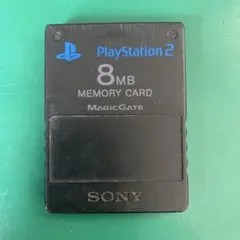 PlayStation 2
8MB
MEMORY CARD
MAGICGATE
SONY